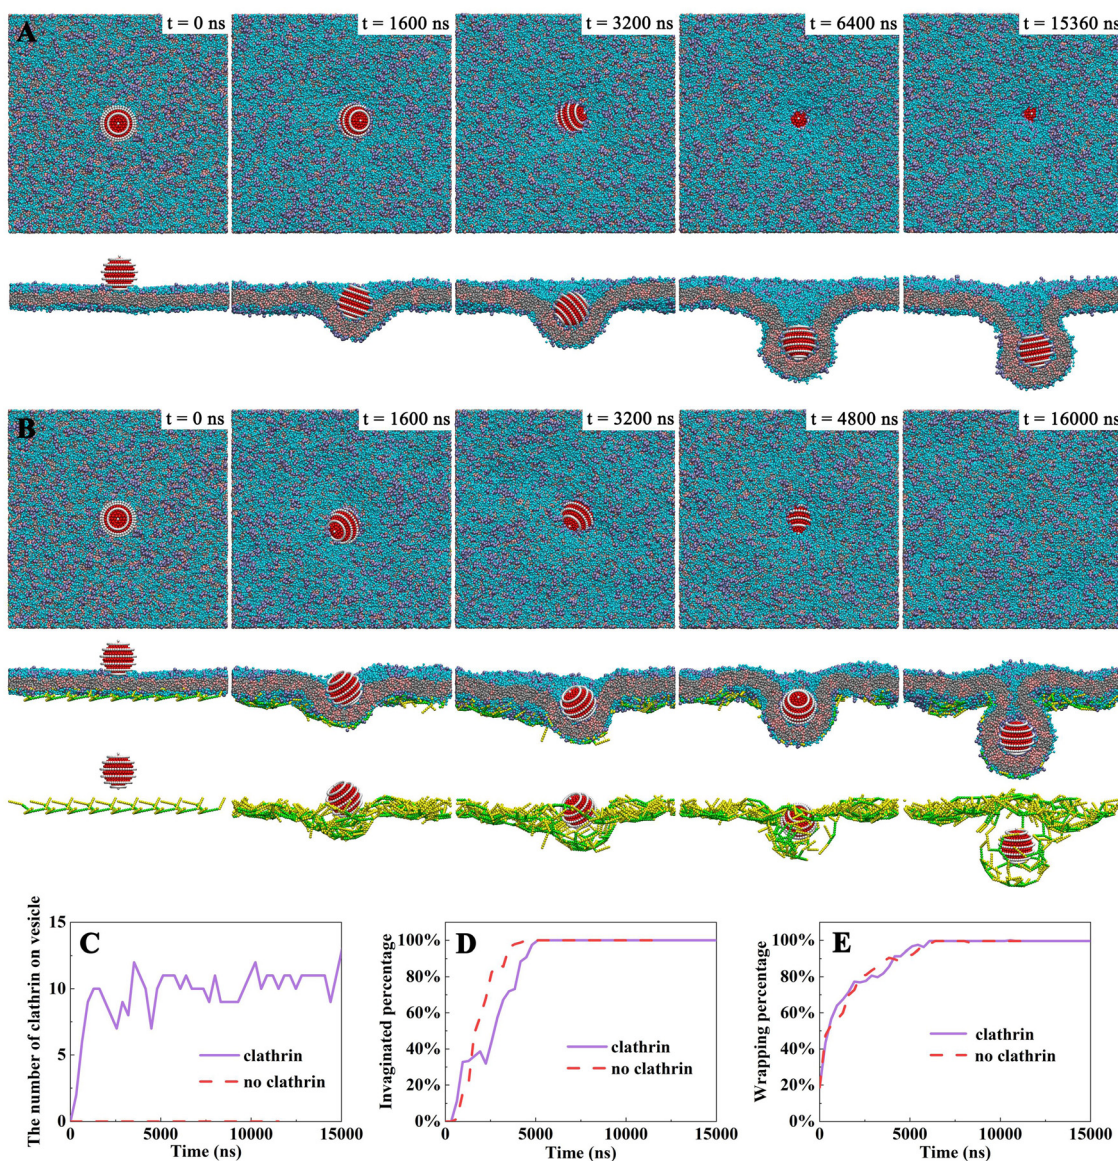 A
t = 0 ns
t = 1600 ns
t = 3200 ns
t = 6400 ns
t = 15360 ns
B
t = 0 ns
t = 1600 ns
t = 3200 ns
t = 4800 ns
t = 16000 ns
C
The number of clathrin on vesicle
15
10
5
0
clathrin
no clathrin
0
5000
10000
15000
Time (ns)
D
Invaginated percentage
100%
80%
60%
40%
20%
0%
clathrin
no clathrin
0
5000
10000
15000
Time (ns)
E
Wrapping percentage
100%
80%
60%
40%
20%
0%
clathrin
no clathrin
0
5000
10000
15000
Time (ns)